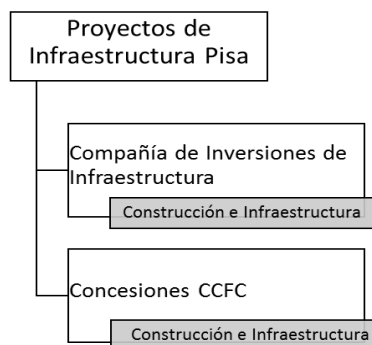 Proyectos de
Infraestructura Pisa
Compañía de Inversiones de
Infraestructura
Construcción e Infraestructura
Concesiones CCFC
Construcción e Infraestructura